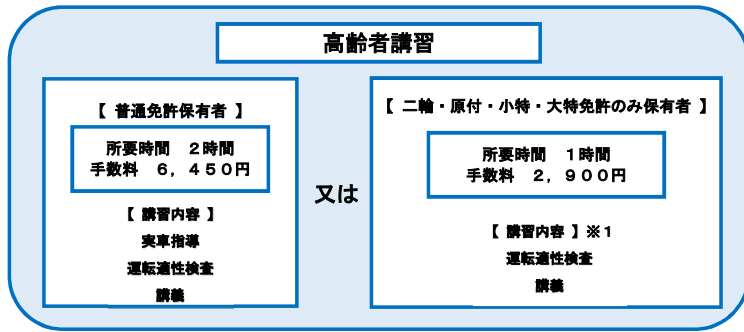 高齢者講習
【 普通免許保有者 】
所要時間 2時間
手数料 6,450円
【 講習内容 】
実車指導
運転適性検査
講義
又は
【 二輪・原付・小特・大特免許のみ保有者 】
所要時間 1時間
手数料 2,900円
【 講習内容 】※1
運転適性検査
講義